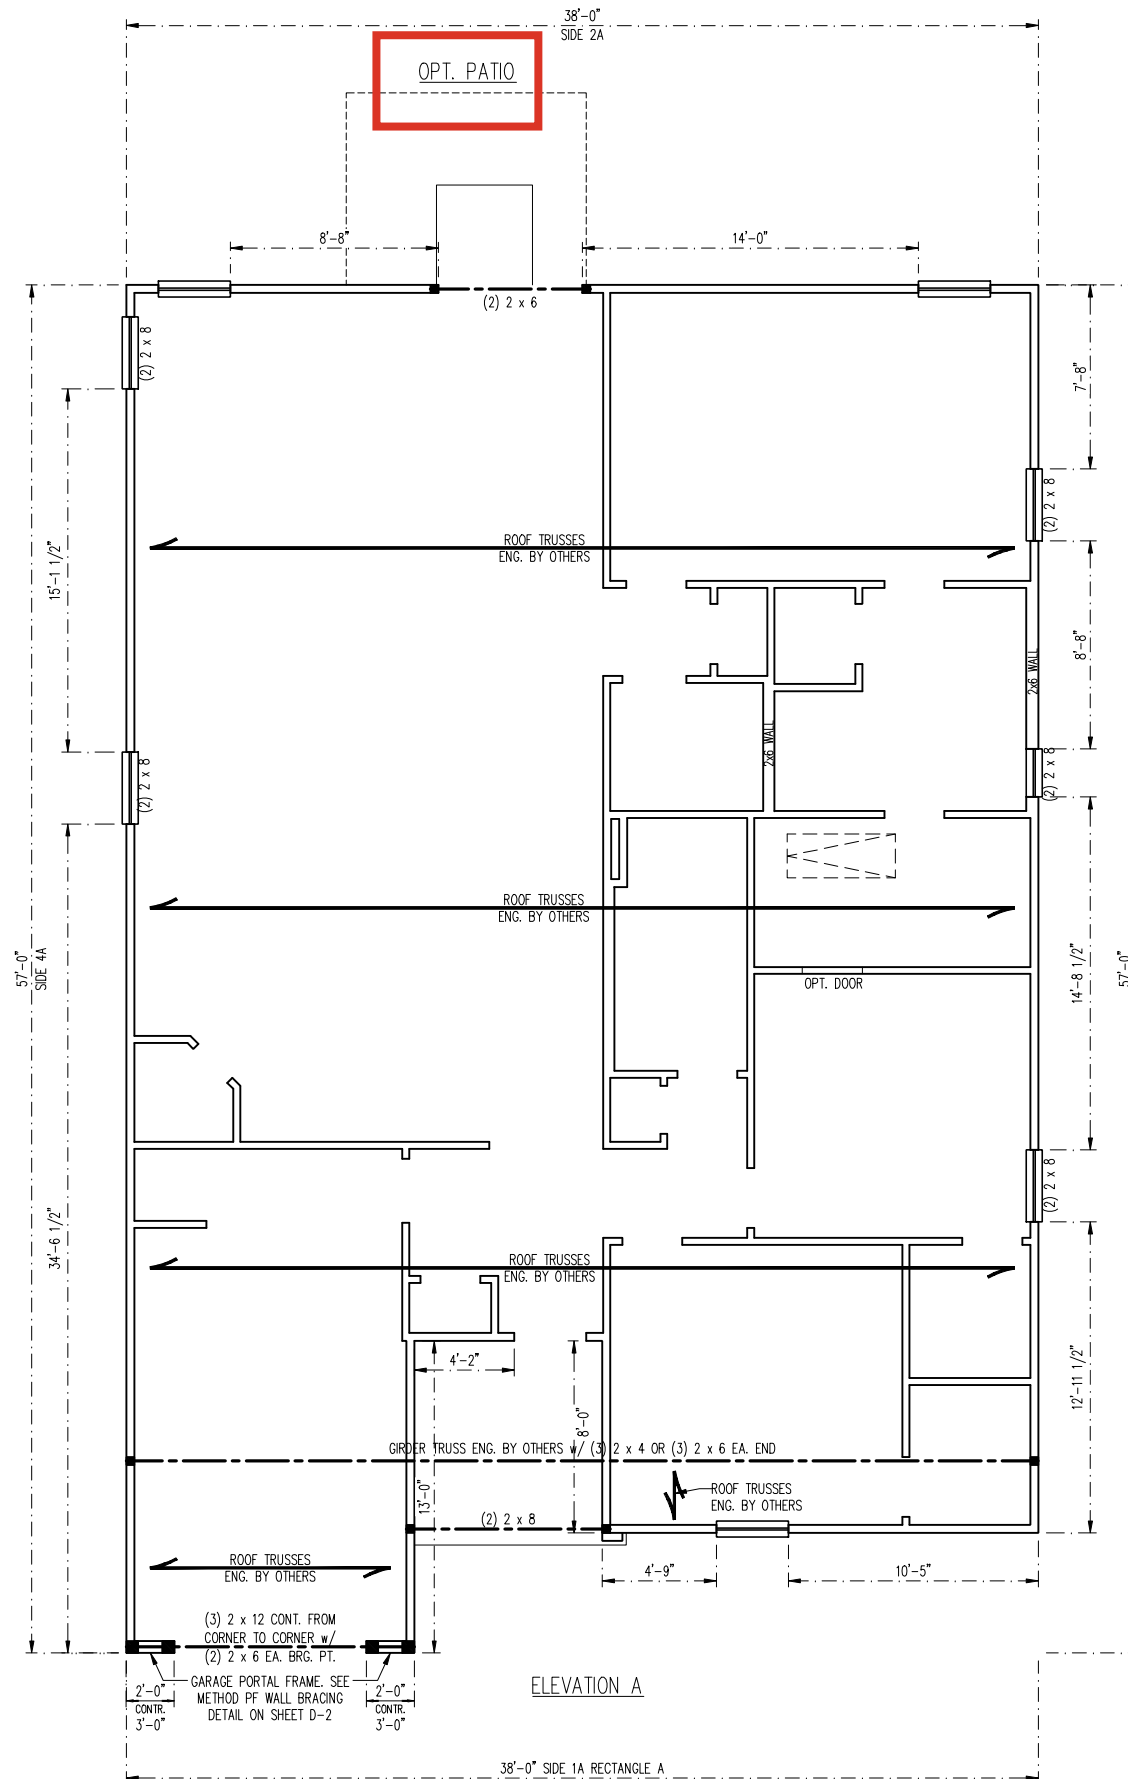 38'-0"
SIDE 2A
OPT. PATIO
8'-8"
14'-0"
(2) 2 x 6
(2) 2 x 8
7'-8"
(2) 2 x 8
15'-1 1/2"
ROOF TRUSSES
ENG. BY OTHERS
8'-8"
2x6 WALL
2x6 WALL
(2) 2 x 8
(2) 2 x 8
ROOF TRUSSES
ENG. BY OTHERS
57'-0"
SIDE 4A
OPT. DOOR
14'-8 1/2"
57'-0"
34'-6 1/2"
(2) 2 x 8
ROOF TRUSSES
ENG. BY OTHERS
4'-2"
12'-11 1/2"
8'-0"
GIRDER TRUSS ENG. BY OTHERS w/ (3) 2 x 4 OR (3) 2 x 6 EA. END
13'-0"
ROOF TRUSSES
ENG. BY OTHERS
(2) 2 x 8
ROOF TRUSSES
ENG. BY OTHERS
4'-9"
10'-5"
(3) 2 x 12 CONT. FROM
CORNER TO CORNER w/
(2) 2 x 6 EA. BRG. PT.
GARAGE PORTAL FRAME. SEE
METHOD PF WALL BRACING
DETAIL ON SHEET D-2
2'-0"
CONTR.
3'-0"
2'-0"
CONTR.
3'-0"
ELEVATION A
38'-0" SIDE 1A RECTANGLE A